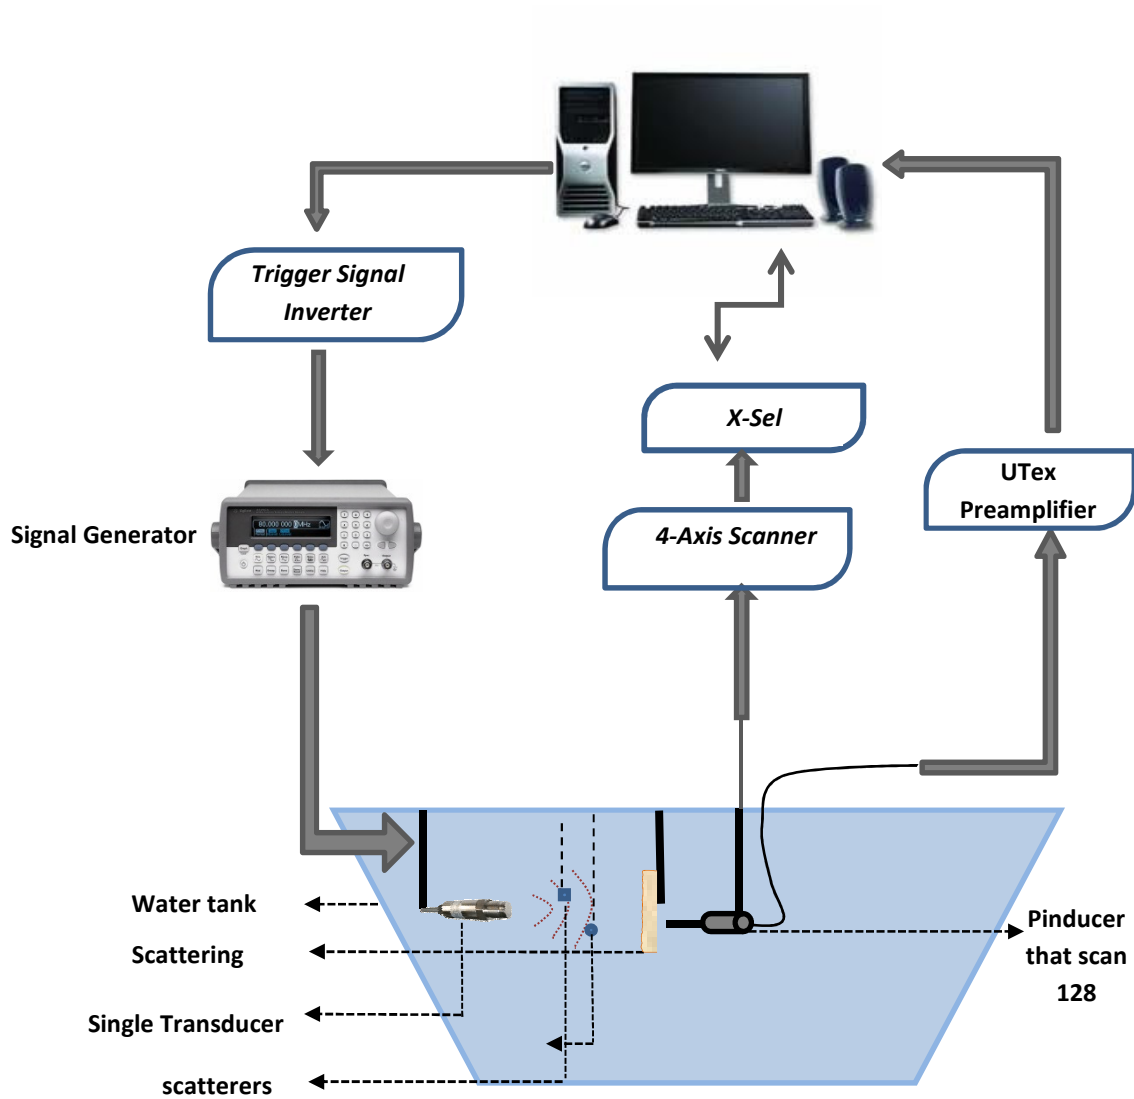 Trigger Signal
Inverter
X-Sel
UTex
Preamplifier
4-Axis Scanner
Signal Generator
80.000 000 0 MHz
Water tank
Scattering
Single Transducer
scatterers
Pinducer
that scan
128